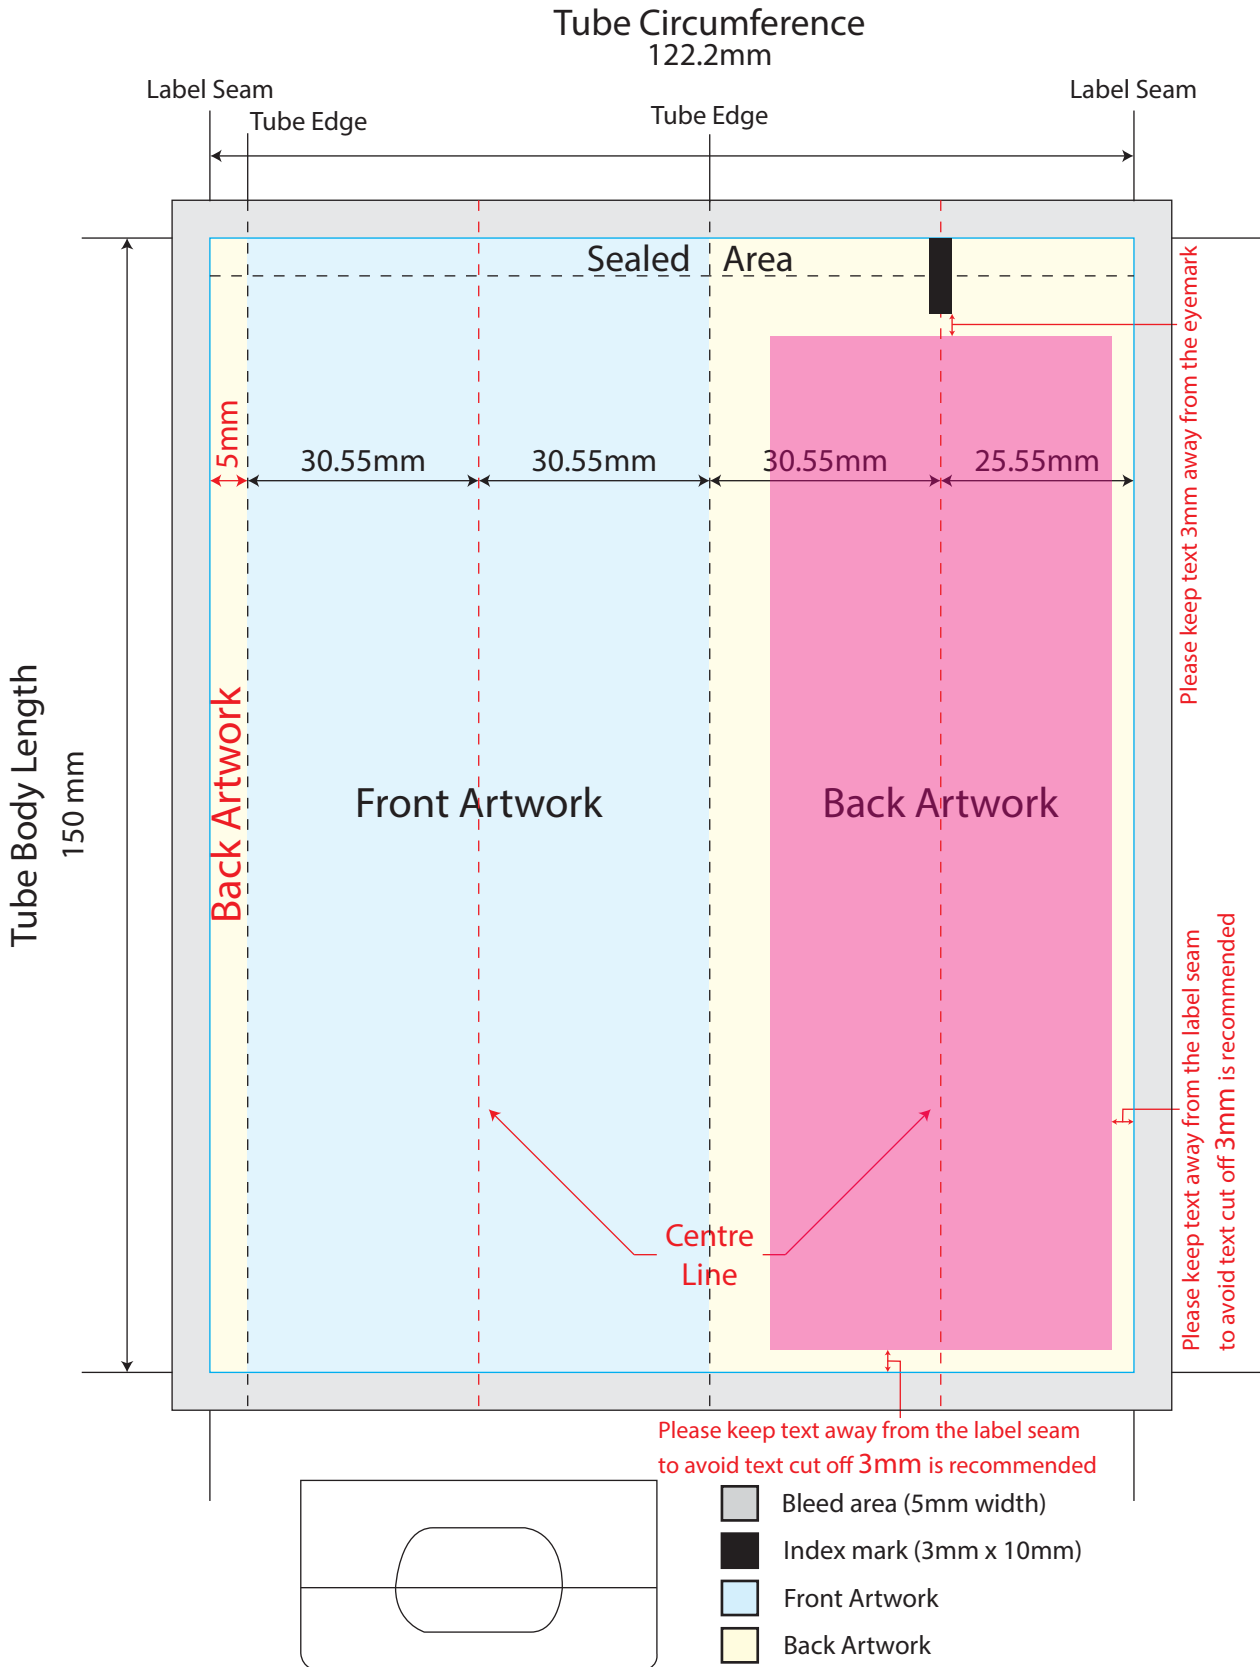 Tube Circumference
122.2mm
Label Seam
Label Seam
Tube Edge
Tube Edge
Sealed Area
Please keep text 3mm away from the eyemark
5mm
30.55mm
30.55mm
30.55mm
25.55mm
Tube Body Length
150 mm
Back Artwork
Front Artwork
Back Artwork
Please keep text away from the label seam
to avoid text cut off 3mm is recommended
Centre
Line
Please keep text away from the label seam
to avoid text cut off 3mm is recommended
Bleed area (5mm width)
Index mark (3mm x 10mm)
Front Artwork
Back Artwork